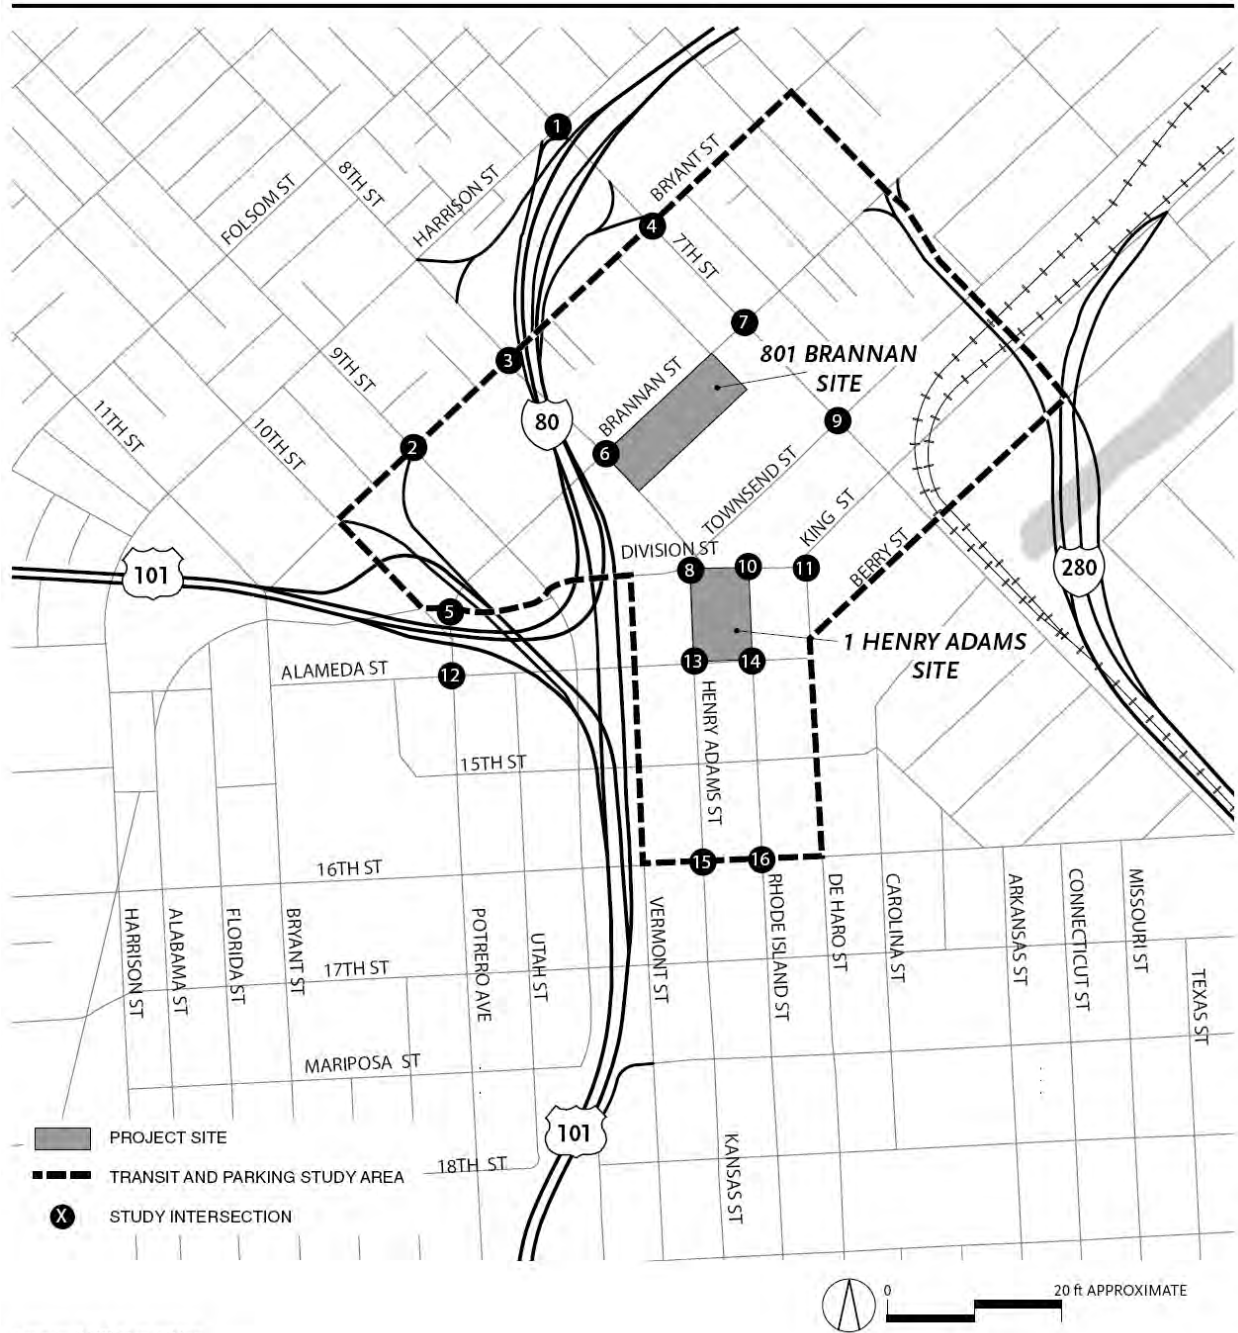 1
BRYANT ST
8TH ST
HARRISON ST
FOLSOM ST
4
7TH ST
7
3
801 BRANNAN
SITE
9TH ST
BRANNAN ST
11TH ST
10TH ST
80
9
2
6
TOWNSEND ST
KING ST
BERRY ST
DIVISION ST
101
8
10
11
280
5
1 HENRY ADAMS
SITE
ALAMEDA ST
12
13
14
HENRY ADAMS ST
15TH ST
16TH ST
15
16
HARRISON ST
ALABAMA ST
FLORIDA ST
BRYANT ST
POTRERO AVE
UTAH ST
VERMONT ST
RHODE ISLAND ST
DE HARO ST
CAROLINA ST
ARKANSAS ST
CONNECTICUT ST
MISSOURI ST
TEXAS ST
17TH ST
MARIPOSA ST
101
KANSAS ST
18TH ST
PROJECT SITE
TRANSIT AND PARKING STUDY AREA
X STUDY INTERSECTION
0 20 ft APPROXIMATE